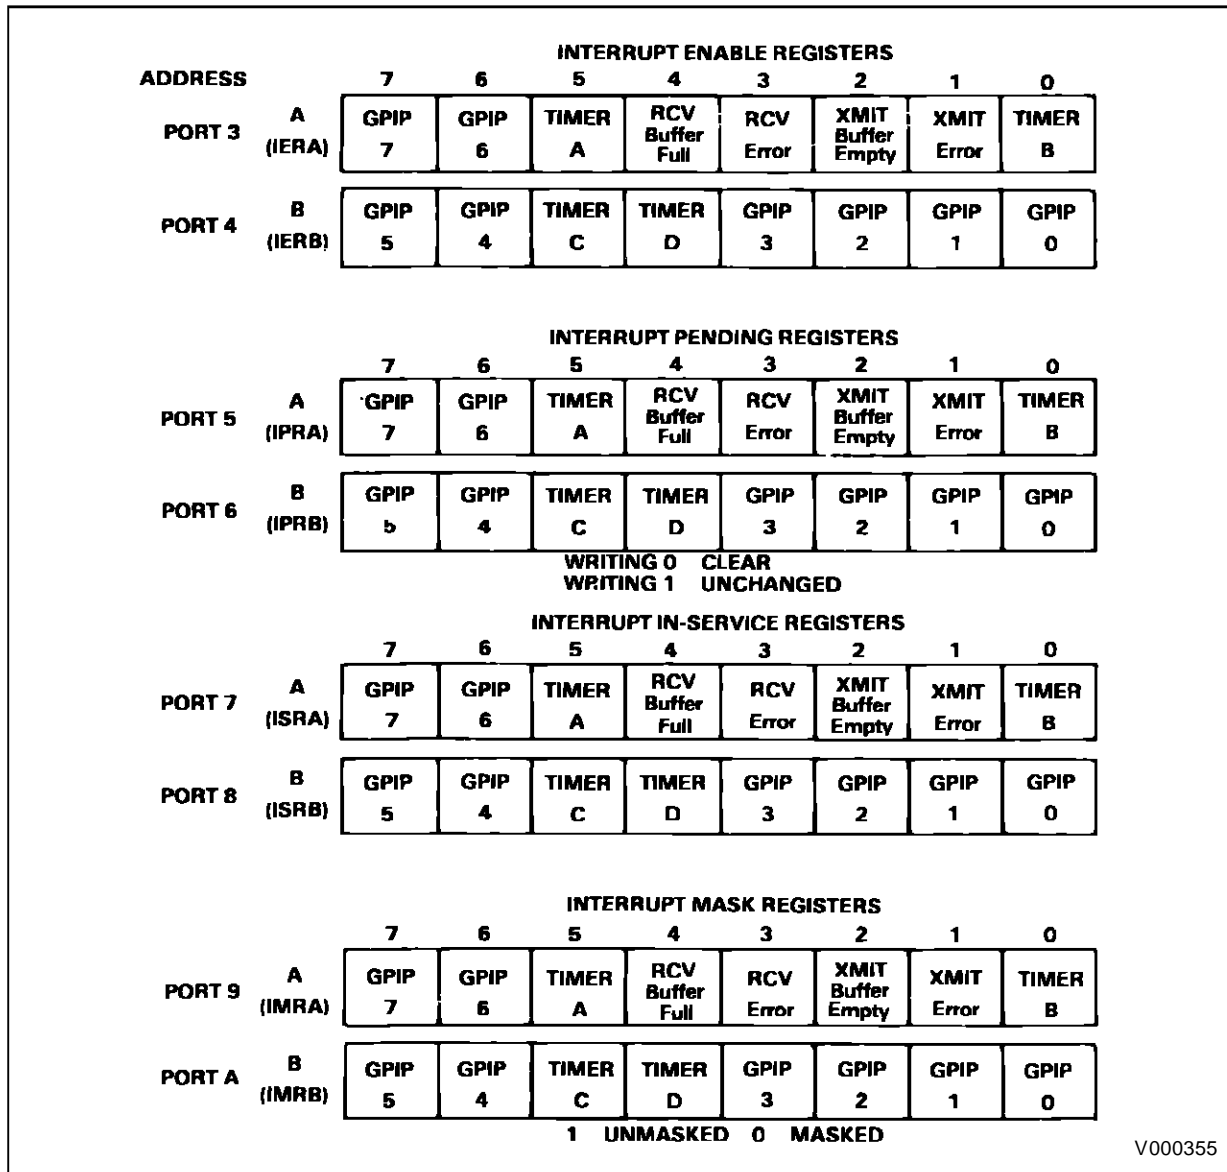 INTERRUPT ENABLE REGISTERS
ADDRESS 7 6 5 4 3 2 1 0
PORT 3 A (IERA) GPIP 7 GPIP 6 TIMER A RCV Buffer Full RCV Error XMIT Buffer Empty XMIT Error TIMER B
PORT 4 B (IERB) GPIP 5 GPIP 4 TIMER C TIMER D GPIP 3 GPIP 2 GPIP 1 GPIP 0
INTERRUPT PENDING REGISTERS
7 6 5 4 3 2 1 0
PORT 5 A (IPRA) GPIP 7 GPIP 6 TIMER A RCV Buffer Full RCV Error XMIT Buffer Empty XMIT Error TIMER B
PORT 6 B (IPRB) GPIP 5 GPIP 4 TIMER C TIMER D GPIP 3 GPIP 2 GPIP 1 GPIP 0
WRITING 0 CLEAR
WRITING 1 UNCHANGED
INTERRUPT IN-SERVICE REGISTERS
7 6 5 4 3 2 1 0
PORT 7 A (ISRA) GPIP 7 GPIP 6 TIMER A RCV Buffer Full RCV Error XMIT Buffer Empty XMIT Error TIMER B
PORT 8 B (ISRB) GPIP 5 GPIP 4 TIMER C TIMER D GPIP 3 GPIP 2 GPIP 1 GPIP 0
INTERRUPT MASK REGISTERS
7 6 5 4 3 2 1 0
PORT 9 A (IMRA) GPIP 7 GPIP 6 TIMER A RCV Buffer Full RCV Error XMIT Buffer Empty XMIT Error TIMER B
PORT A B (IMRB) GPIP 5 GPIP 4 TIMER C TIMER D GPIP 3 GPIP 2 GPIP 1 GPIP 0
1 UNMASKED 0 MASKED
V000355